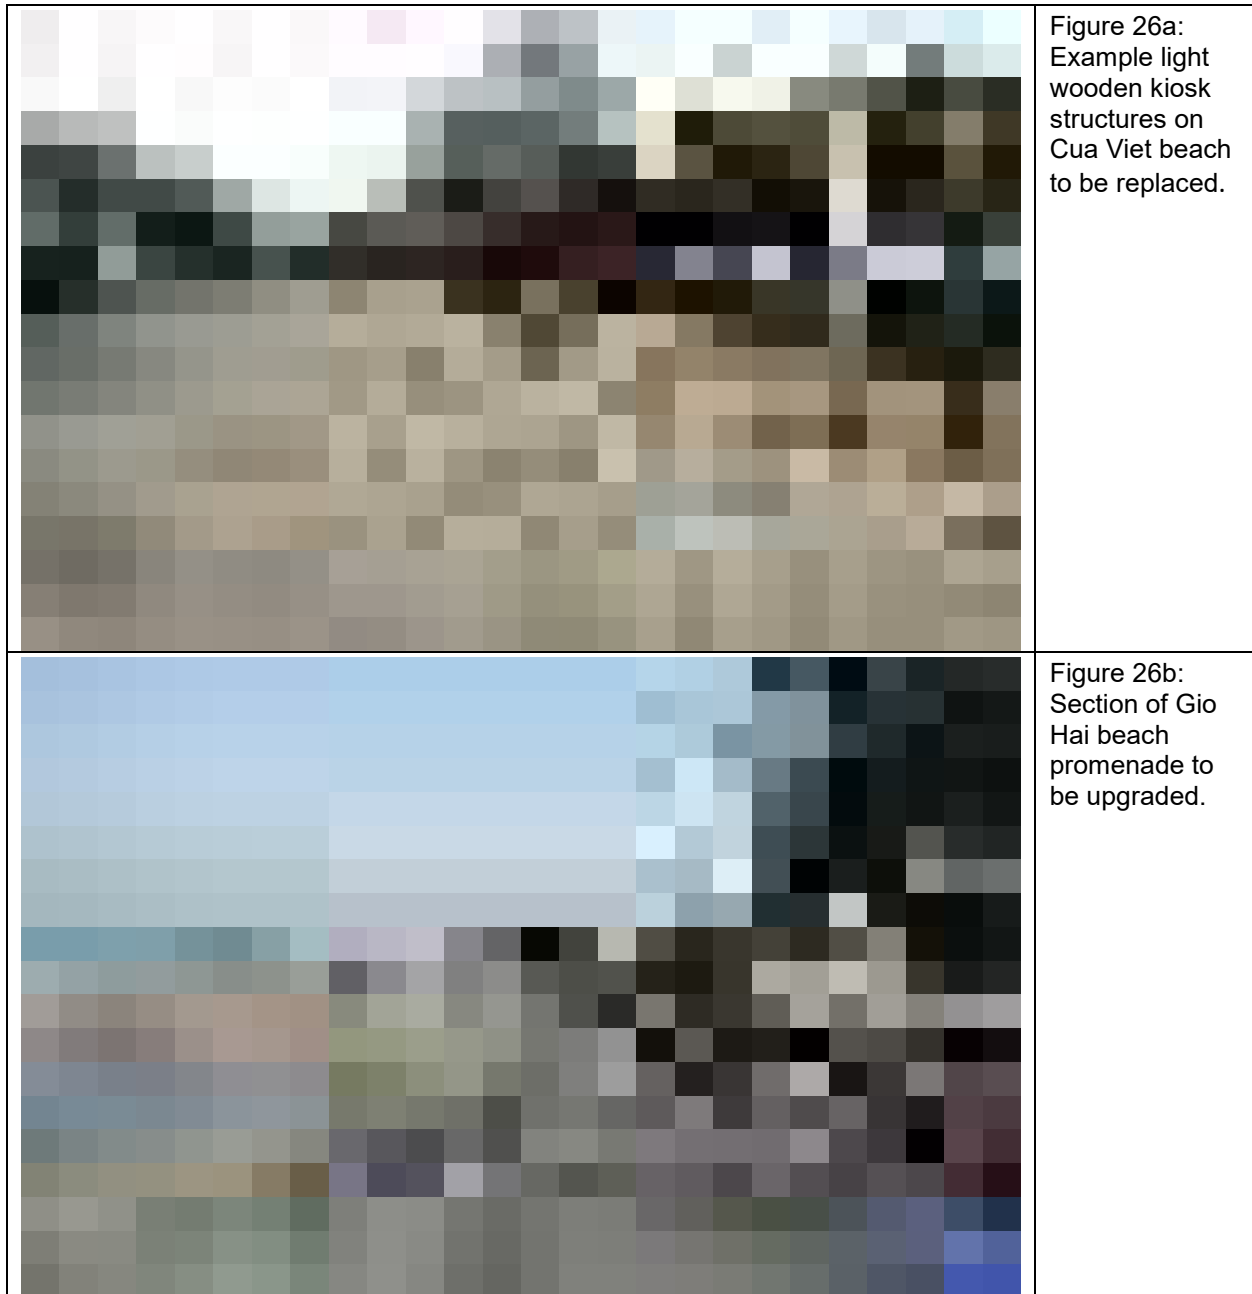 Figure 26a:
Example light
wooden kiosk
structures on
Cua Viet beach
to be replaced.
Figure 26b:
Section of Gio
Hai beach
promenade to
be upgraded.